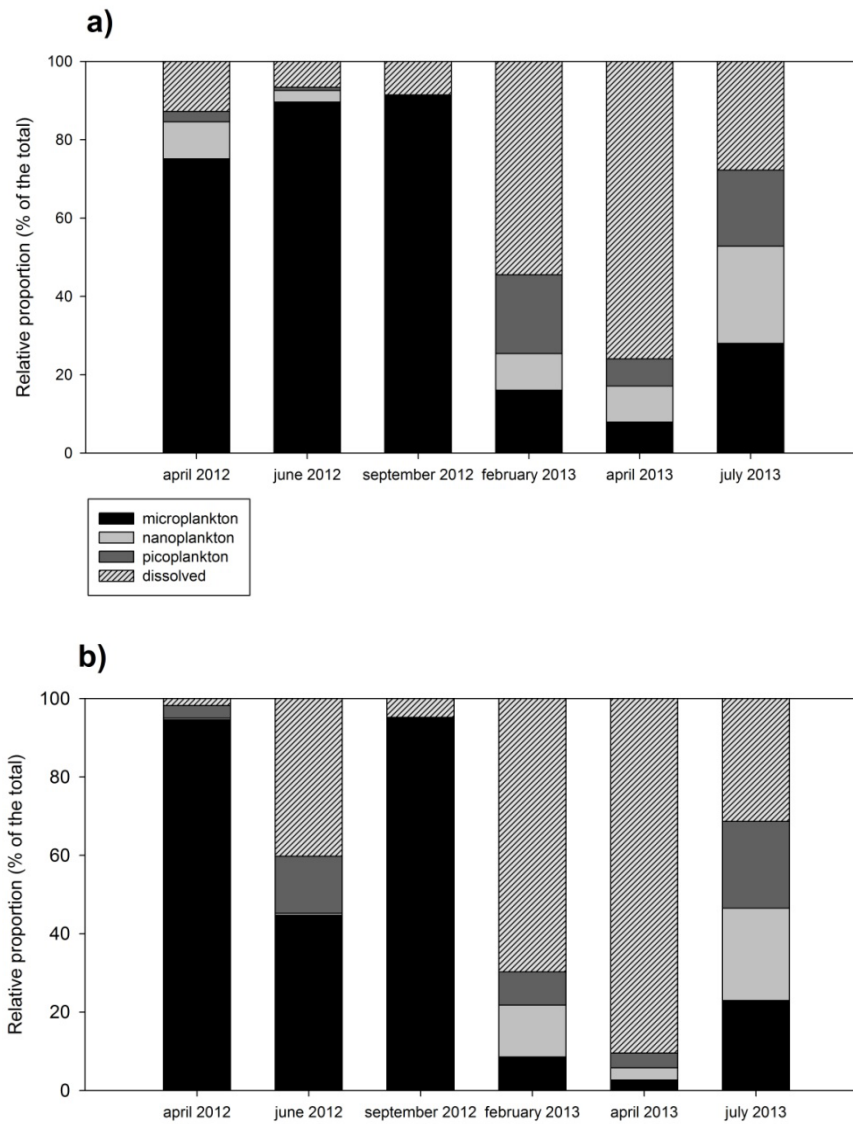 a)
Relative proportion (% of the total)
100
80
60
40
20
0
april 2012 june 2012 september 2012 february 2013 april 2013 july 2013
microplankton
nanoplankton
picoplankton
dissolved
b)
Relative proportion (% of the total)
100
80
60
40
20
0
april 2012 june 2012 september 2012 february 2013 april 2013 july 2013